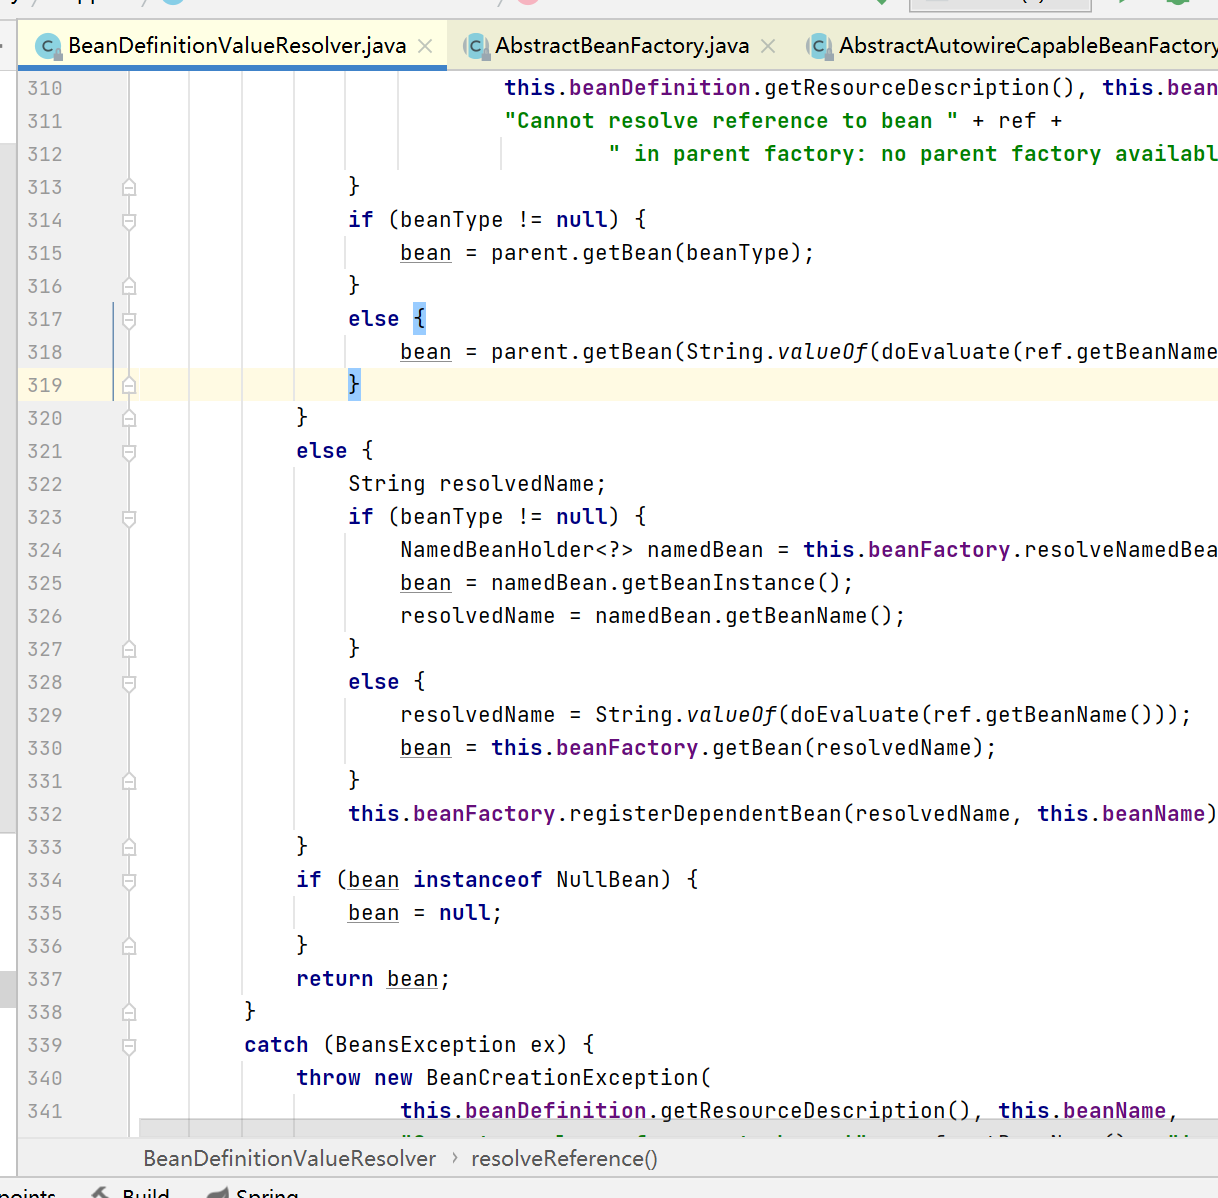 BeanDefinitionValueResolver.java AbstractBeanFactory.java AbstractAutowireCapableBeanFactory
310 this.beanDefinition.getResourceDescription(), this.bean
311 "Cannot resolve reference to bean " + ref +
312 " in parent factory: no parent factory availabl
313 }
314 if (beanType != null) {
315 bean = parent.getBean(beanType);
316 }
317 else {
318 bean = parent.getBean(String.valueOf(doEvaluate(ref.getBeanName
319 }
320 }
321 else {
322 String resolvedName;
323 if (beanType != null) {
324 NamedBeanHolder<?> namedBean = this.beanFactory.resolveNamedBea
325 bean = namedBean.getBeanInstance();
326 resolvedName = namedBean.getBeanName();
327 }
328 else {
329 resolvedName = String.valueOf(doEvaluate(ref.getBeanName()));
330 bean = this.beanFactory.getBean(resolvedName);
331 }
332 this.beanFactory.registerDependentBean(resolvedName, this.beanName)
333 }
334 if (bean instanceof NullBean) {
335 bean = null;
336 }
337 return bean;
338 }
339 catch (BeansException ex) {
340 throw new BeanCreationException(
341 this.beanDefinition.getResourceDescription(), this.beanName,
BeanDefinitionValueResolver › resolveReference()
points Build Spring